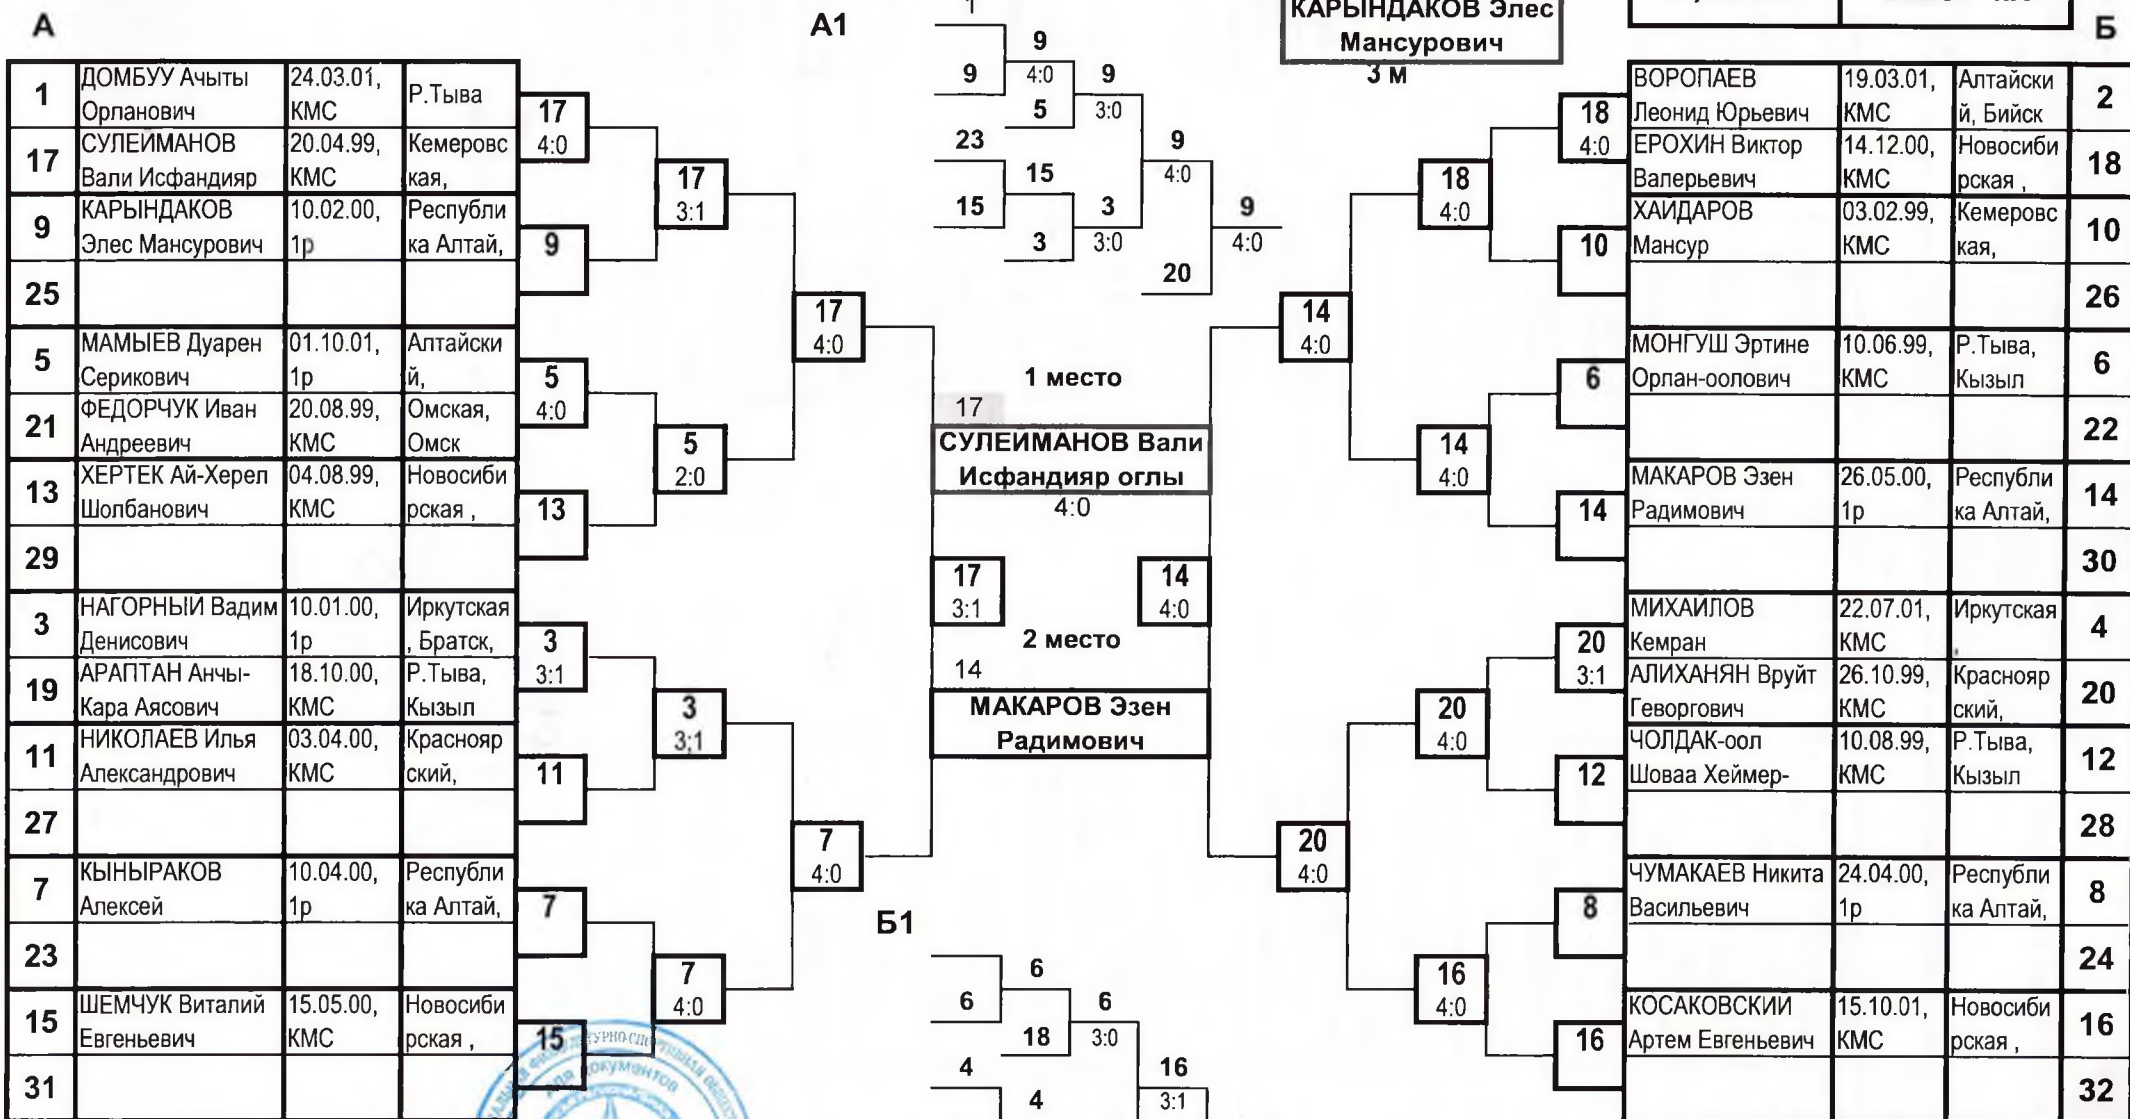 А
А1
1
КАРЫНДАКОВ Элес
Мансурович
3 м
Б
1
ДОМБУУ Ачыты
Орланович
24.03.01,
КМС
Р.Тыва
17
СУЛЕЙМАНОВ
Вали Исфандияр
20.04.99,
КМС
Кемеровс
кая,
9
КАРЫНДАКОВ
Элес Мансурович
10.02.00,
1р
Республи
ка Алтай,
25
5
МАМЫЕВ Дуарен
Серикович
01.10.01,
1р
Алтайски
й,
21
ФЕДОРЧУК Иван
Андреевич
20.08.99,
КМС
Омская,
Омск
13
ХЕРТЕК Ай-Херел
Шолбанович
04.08.99,
КМС
Новосиби
рская ,
29
3
НАГОРНЫЙ Вадим
Денисович
10.01.00,
1р
Иркутская
, Братск,
19
АРАПТАН Анчы-
Кара Аясович
18.10.00,
КМС
Р.Тыва,
Кызыл
11
НИКОЛАЕВ Илья
Александрович
03.04.00,
КМС
Краснояр
ский,
27
7
КЫНЫРАКОВ
Алексей
10.04.00,
1р
Республи
ка Алтай,
23
15
ШЕМЧУК Виталий
Евгеньевич
15.05.00,
КМС
Новосиби
рская ,
31
17
4:0
9
5
4:0
13
3
3:1
11
7
15
17
3:1
5
2:0
3
3;1
7
4:0
17
4:0
7
4:0
9
9
4:0
9
5
3:0
23
9
15
4:0
15
3
9
3
3:0
4:0
20
1 место
17
СУЛЕЙМАНОВ Вали
Исфандияр оглы
4:0
17
3:1
14
4:0
2 место
14
МАКАРОВ Эзен
Радимович
Б1
6
6
6
18
3:0
4
16
4
3:1
14
4:0
20
4:0
18
4:0
14
4:0
20
4:0
16
4:0
18
4:0
10
6
14
20
3:1
12
8
16
ВОРОПАЕВ
Леонид Юрьевич
19.03.01,
КМС
Алтайски
й, Бийск
2
ЕРОХИН Виктор
Валерьевич
14.12.00,
КМС
Новосиби
рская ,
18
ХАЙДАРОВ
Мансур
03.02.99,
КМС
Кемеровс
кая,
10
26
МОНГУШ Эртине
Орлан-оолович
10.06.99,
КМС
Р.Тыва,
Кызыл
6
22
МАКАРОВ Эзен
Радимович
26.05.00,
1р
Республи
ка Алтай,
14
30
МИХАЙЛОВ
Кемран
22.07.01,
КМС
Иркутская
,
4
АЛИХАНЯН Вруйт
Геворгович
26.10.99,
КМС
Краснояр
ский,
20
ЧОЛДАК-оол
Шоваа Хеймер-
10.08.99,
КМС
Р.Тыва,
Кызыл
12
28
ЧУМАКАЕВ Никита
Васильевич
24.04.00,
1р
Республи
ка Алтай,
8
24
КОСАКОВСКИЙ
Артем Евгеньевич
15.10.01,
КМС
Новосиби
рская ,
16
32
для документов